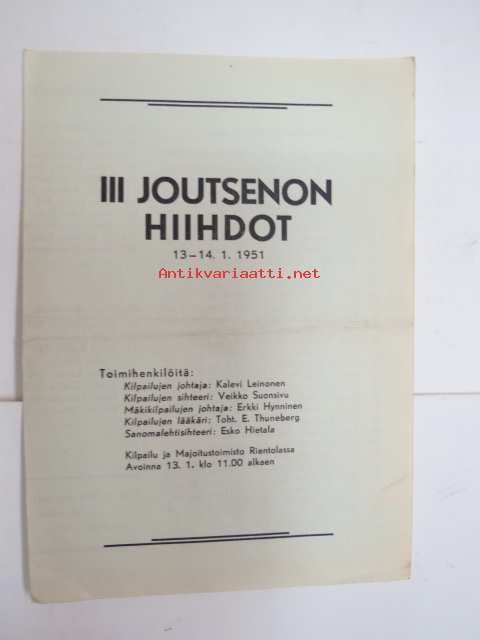 III JOUTSENON
HIIHDOT
13–14. 1. 1951
Antikvariaatti.net
Toimihenkilöitä:
Kilpailujen johtaja: Kalevi Leinonen
Kilpailujen sihteeri: Veikko Suonsivu
Mäkikilpailujen johtaja: Erkki Hynninen
Kilpailujen lääkäri: Toht. E. Thuneberg
Sanomalehtisihteeri: Esko Hietala
Kilpailu ja Majoitustoimisto Rientolassa
Avoinna 13. 1. klo 11.00 alkaen